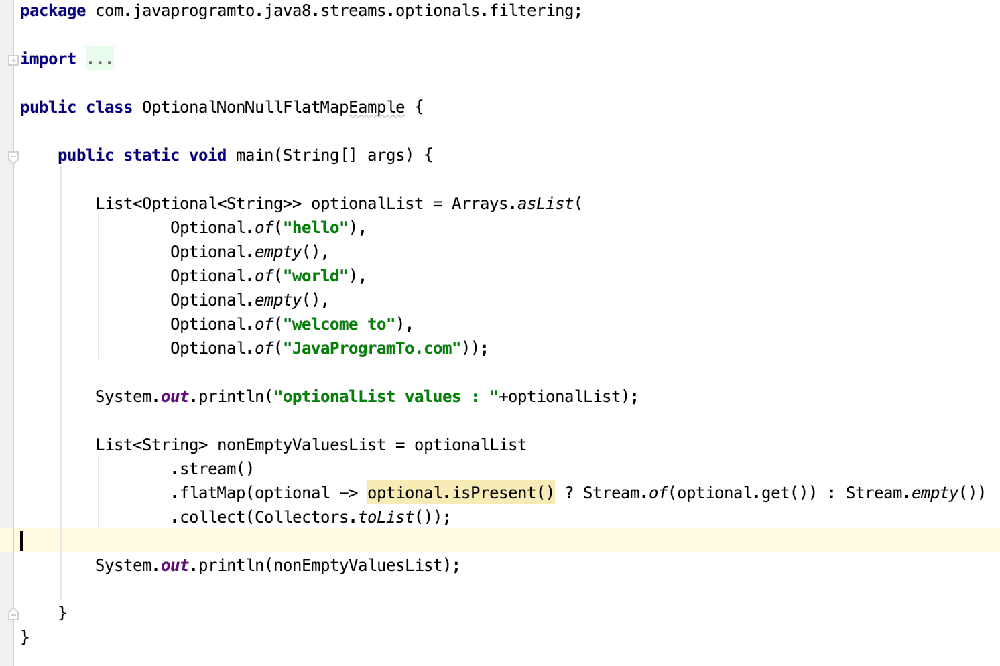 package com.javaprogramto.java8.streams.optionals.filtering;
import ...
public class OptionalNonNullFlatMapEample {
public static void main(String[] args) {
List<Optional<String>> optionalList = Arrays.asList(
Optional.of("hello"),
Optional.empty(),
Optional.of("world"),
Optional.empty(),
Optional.of("welcome to"),
Optional.of("JavaProgramTo.com"));
System.out.println("optionalList values : "+optionalList);
List<String> nonEmptyValuesList = optionalList
.stream()
.flatMap(optional -> optional.isPresent() ? Stream.of(optional.get()) : Stream.empty())
.collect(Collectors.toList());
System.out.println(nonEmptyValuesList);
}
}